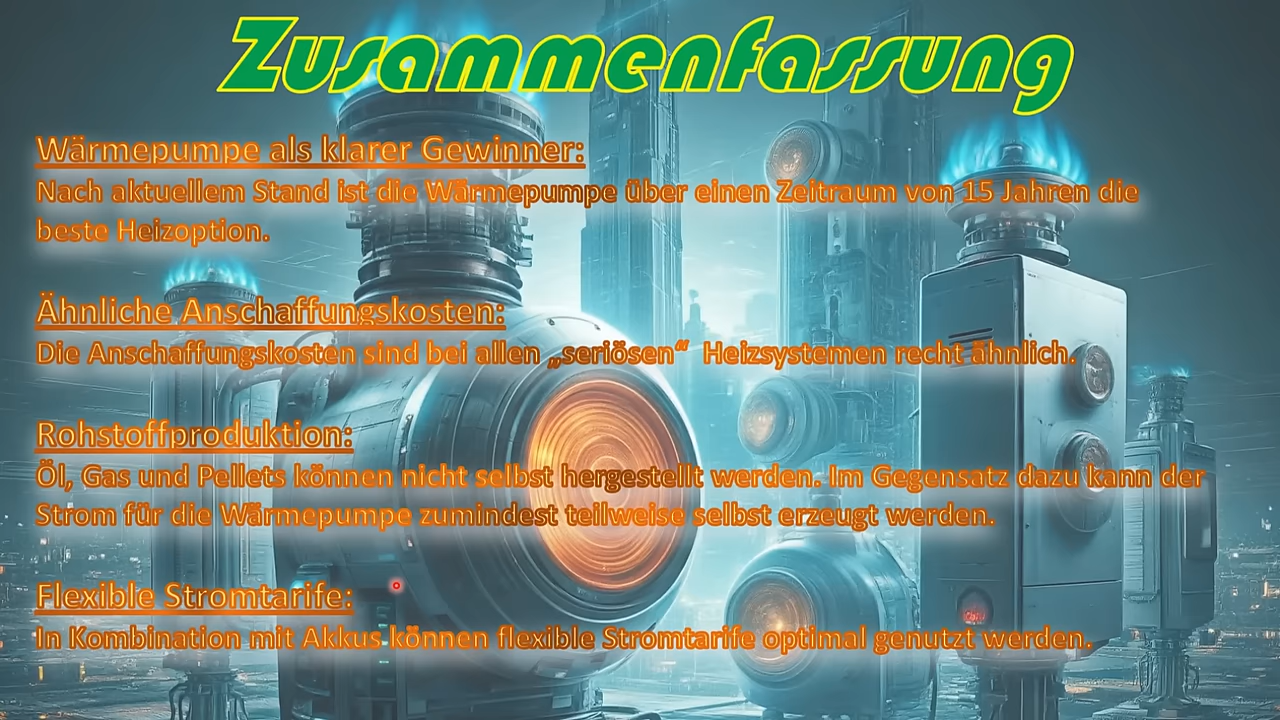 Zusammenfassung
Wärmepumpe als klarer Gewinner:
Nach aktuellem Stand ist die Wärmepumpe über einen Zeitraum von 15 Jahren die
beste Heizoption.
Ähnliche Anschaffungskosten:
Die Anschaffungskosten sind bei allen „seriösen“ Heizsystemen recht ähnlich.
Rohstoffproduktion:
Öl, Gas und Pellets können nicht selbst hergestellt werden. Im Gegensatz dazu kann der
Strom für die Wärmepumpe zumindest teilweise selbst erzeugt werden.
Flexible Stromtarife:
In Kombination mit Akkus können flexible Stromtarife optimal genutzt werden.